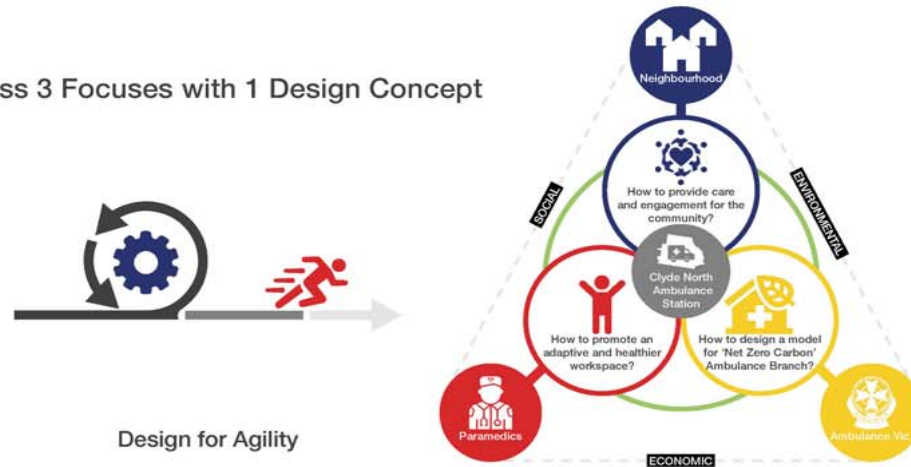 ss 3 Focuses with 1 Design Concept
Design for Agility
Neighbourhood
How to provide care
and engagement for the
community?
SOCIAL
ENVIRONMENTAL
Clyde North
Ambulance
Station
How to promote an
adaptive and healthier
workspace?
How to design a model
for 'Net Zero Carbon'
Ambulance Branch?
Paramedics
Ambulance Vic.
ECONOMIC